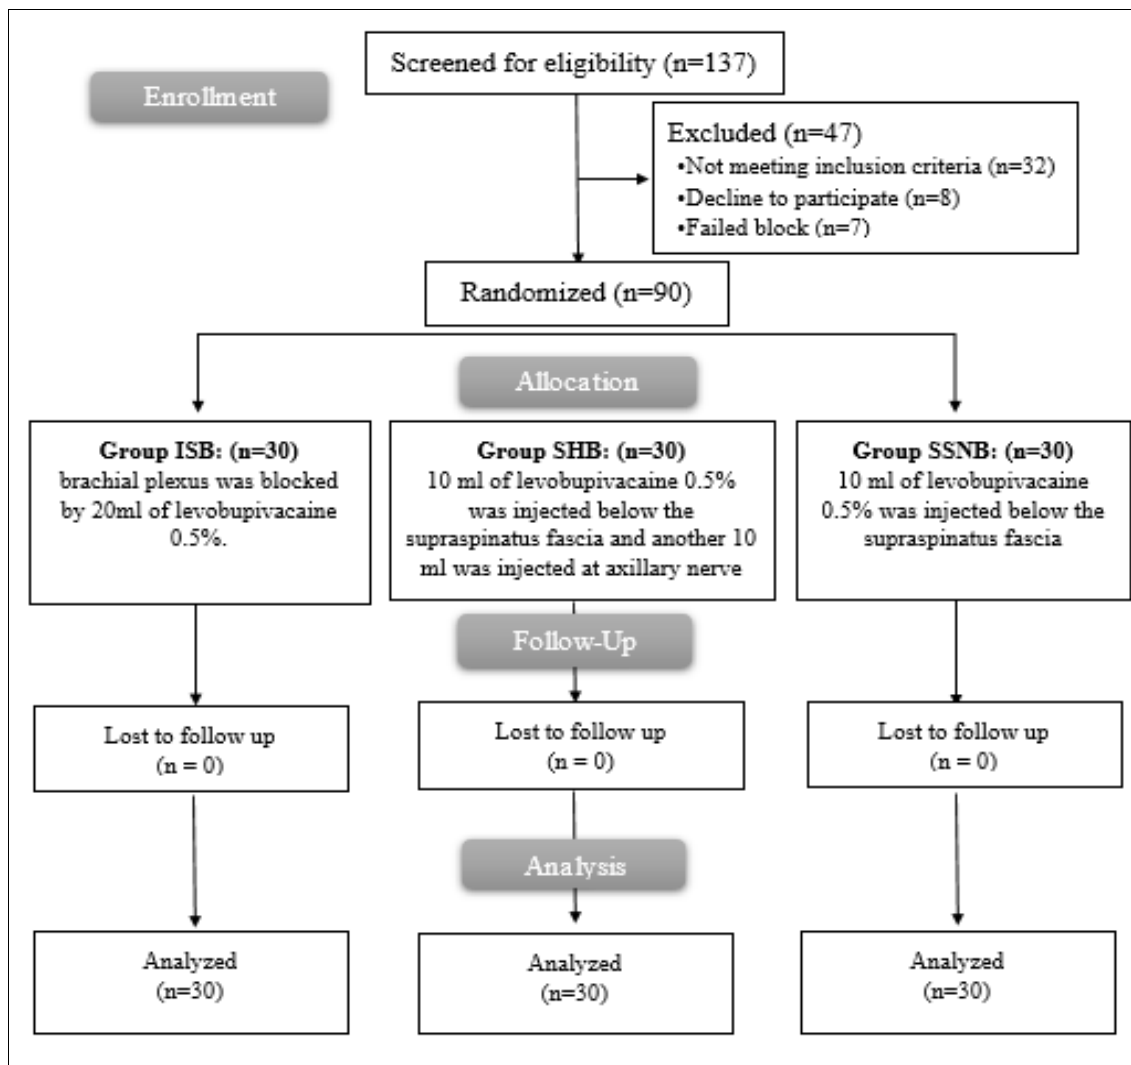 Screened for eligibility (n=137)
Enrollment
Excluded (n=47)
•Not meeting inclusion criteria (n=32)
•Decline to participate (n=8)
•Failed block (n=7)
Randomized (n=90)
Allocation
Group ISB: (n=30)
brachial plexus was blocked
by 20ml of levobupivacaine
0.5%.
Group SHB: (n=30)
10 ml of levobupivacaine 0.5%
was injected below the
supraspinatus fascia and another 10
ml was injected at axillary nerve
Group SSNB: (n=30)
10 ml of levobupivacaine
0.5% was injected below the
supraspinatus fascia
Follow-Up
Lost to follow up
(n = 0)
Lost to follow up
(n = 0)
Lost to follow up
(n = 0)
Analysis
Analyzed
(n=30)
Analyzed
(n=30)
Analyzed
(n=30)